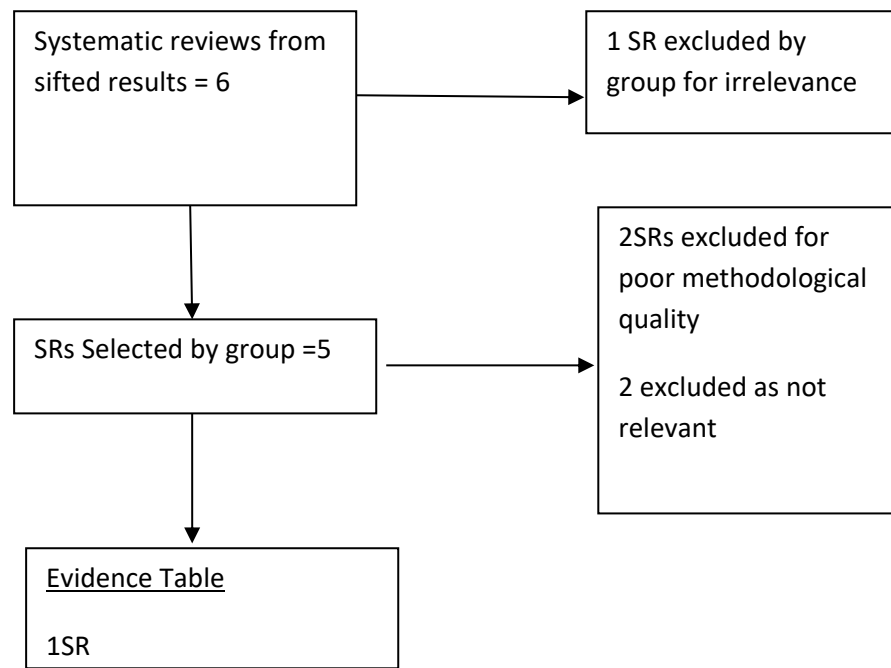 Systematic reviews from
sifted results = 6
1 SR excluded by
group for irrelevance
2SRs excluded for
poor methodological
quality
2 excluded as not
relevant
SRs Selected by group =5
Evidence Table
1SR